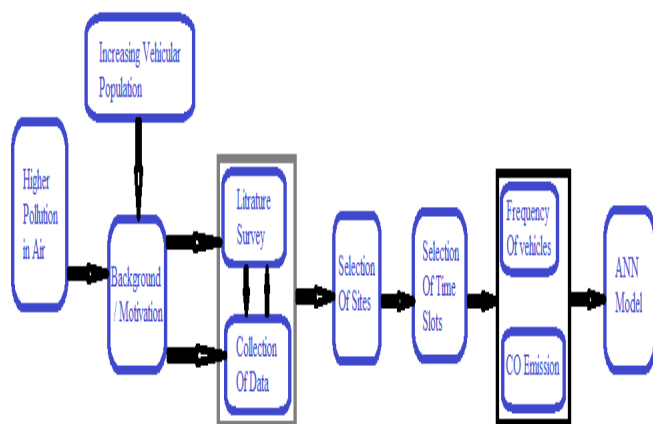 Increasing Vehicular
Population
Higher
Pollution
in Air
Background
/ Motivation
Litrature
Survey
Collection
Of Data
Selection
Of Sites
Selection
Of Time
Slots
Frequency
Of vehicles
CO Emission
ANN
Model